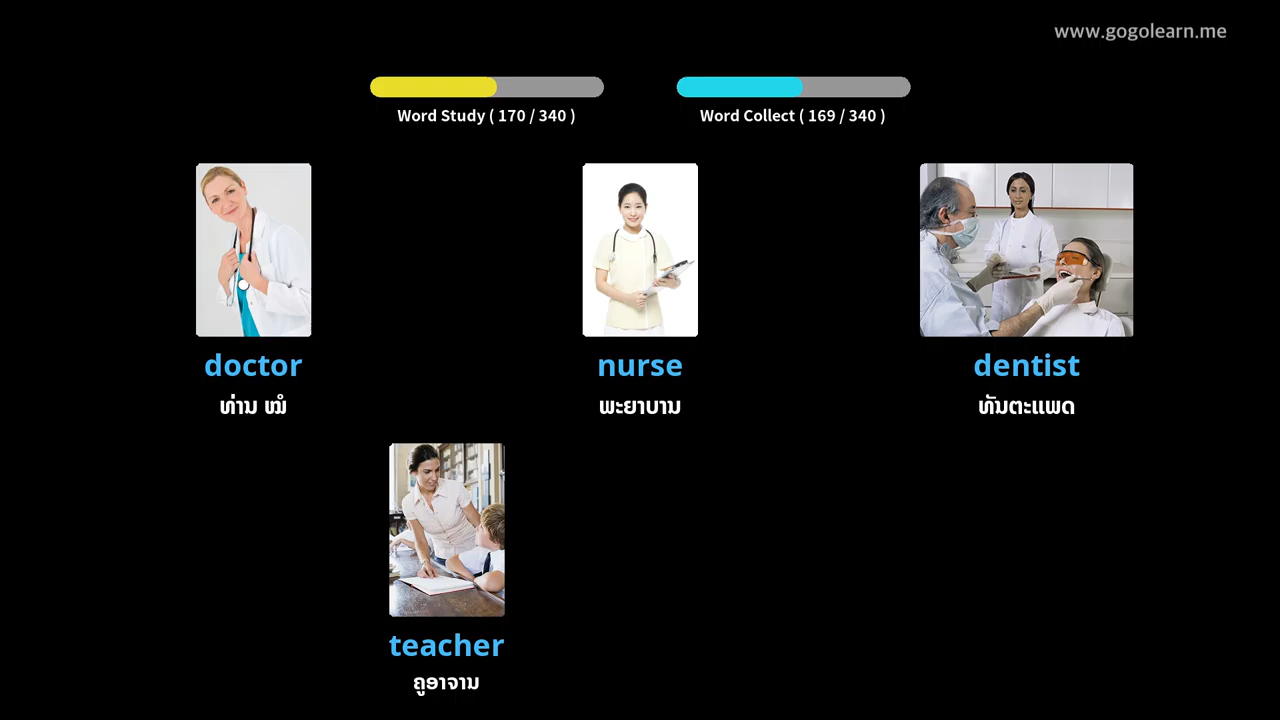 www.gogolearn.me
Word Study ( 170 / 340 )
Word Collect ( 169 / 340 )
doctor
ທ່ານ ໝໍ
nurse
ພະຍາບານ
dentist
ທັນຕະແພດ
teacher
ຄູອາຈານ